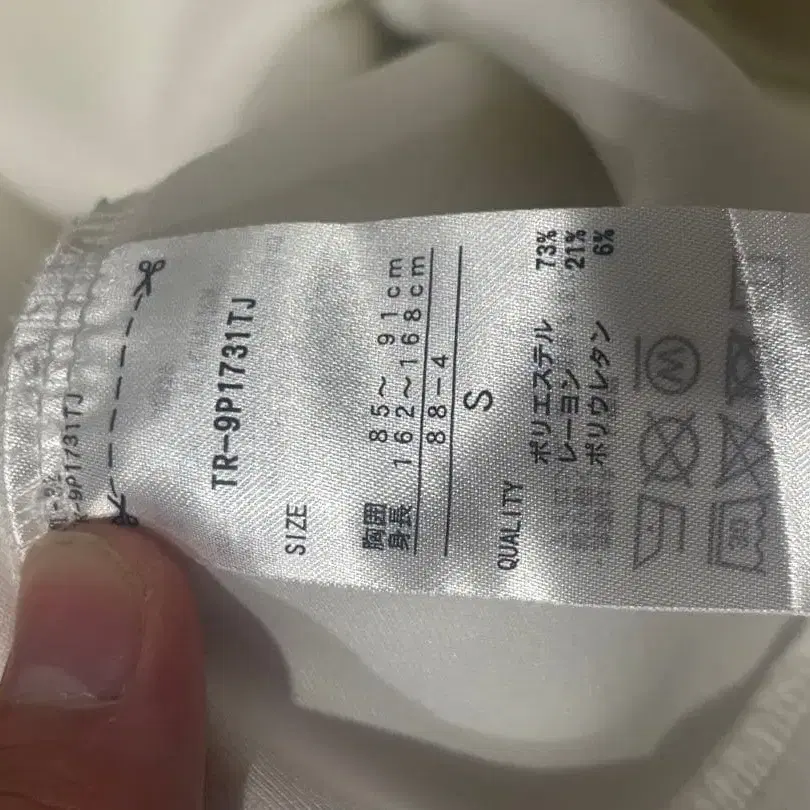 9P1731TJ
TR-9P1731TJ
SIZE
胸囲 85～ 91cm
身長 162～168cm
88-4
S
QUALITY
ポリエステル 73%
レーヨン 21%
ポリウレタン 6%
W